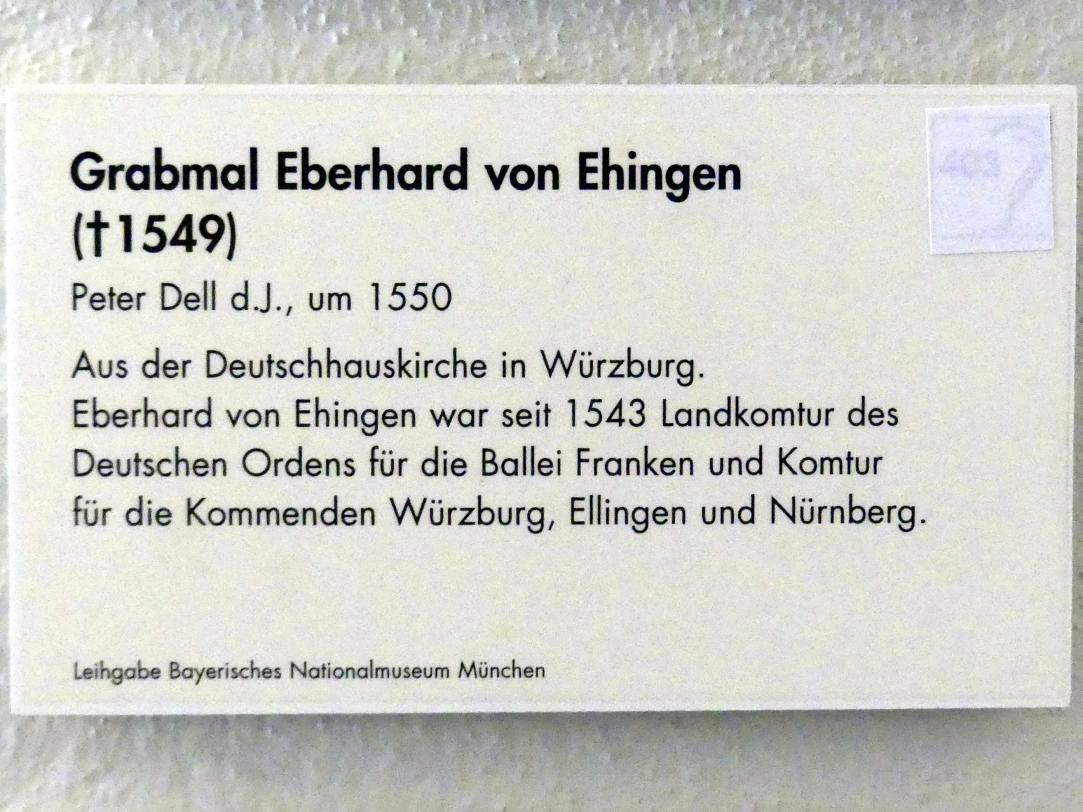 Grabmal Eberhard von Ehingen
(†1549)
Peter Dell d.J., um 1550
Aus der Deutschhauskirche in Würzburg.
Eberhard von Ehingen war seit 1543 Landkomtur des
Deutschen Ordens für die Ballei Franken und Komtur
für die Kommenden Würzburg, Ellingen und Nürnberg.
Leihgabe Bayerisches Nationalmuseum München